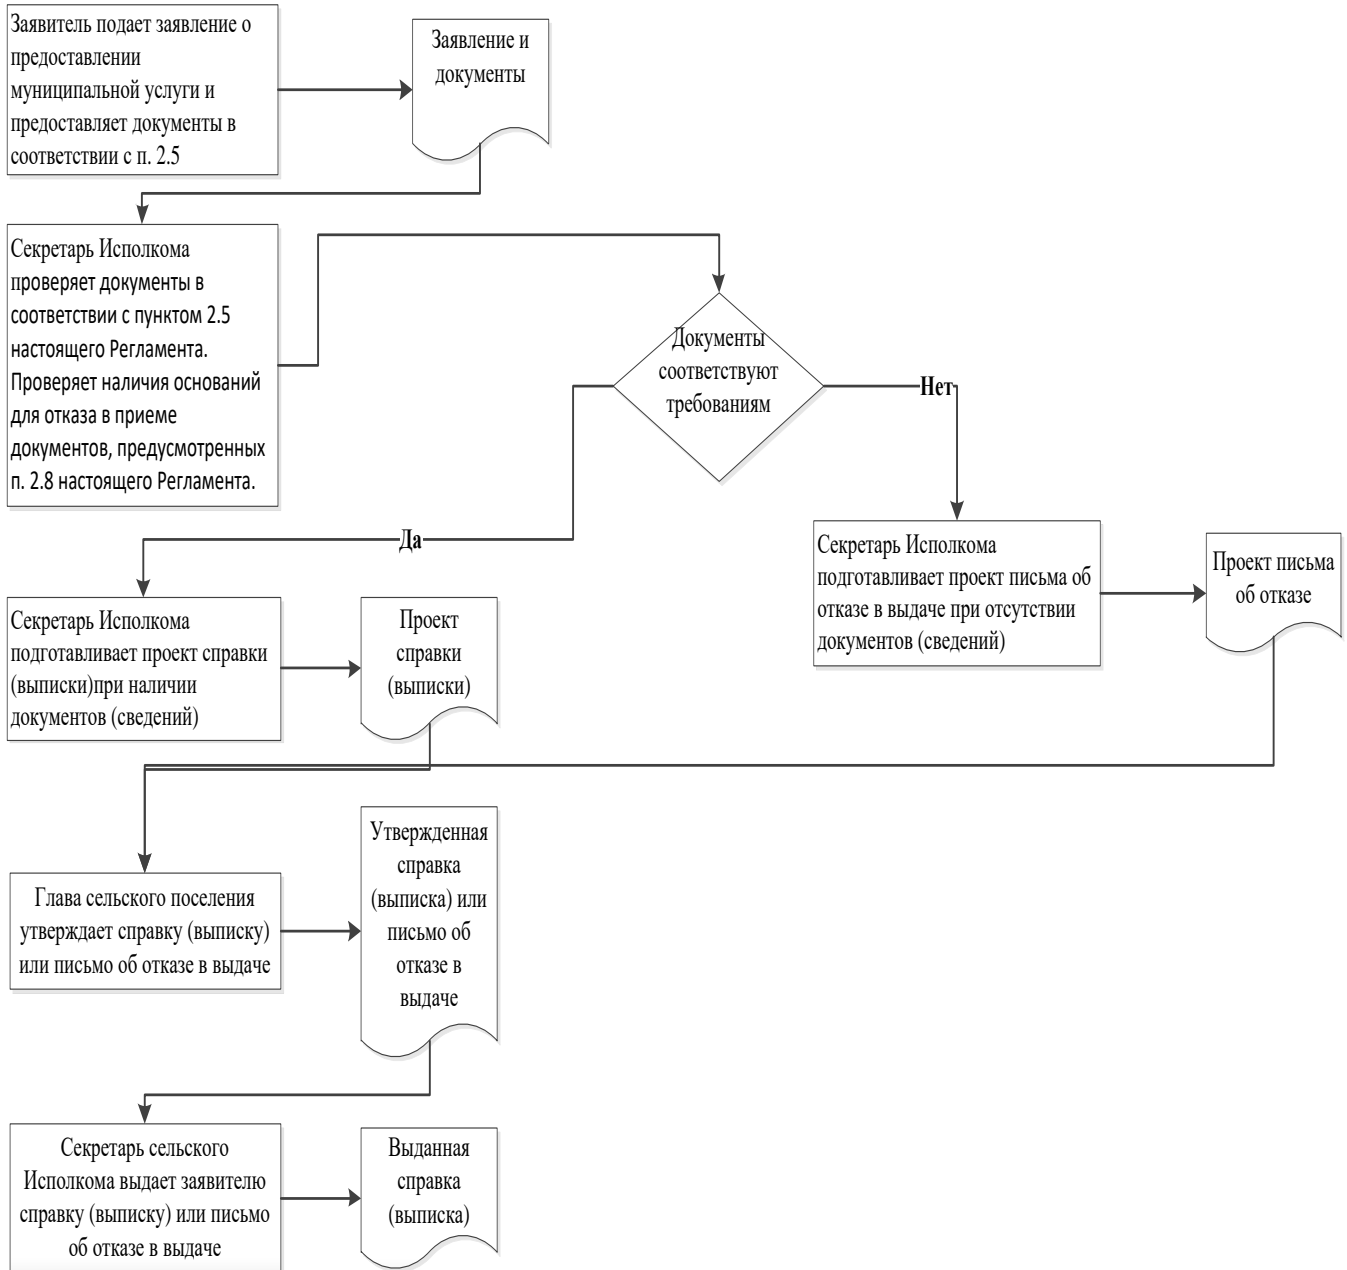 Заявитель подает заявление о
предоставлении
муниципальной услуги и
предоставляет документы в
соответствии с п. 2.5
Заявление и
документы
Секретарь Исполкома
проверяет документы в
соответствии с пунктом 2.5
настоящего Регламента.
Проверяет наличия оснований
для отказа в приеме
документов, предусмотренных
п. 2.8 настоящего Регламента.
Документы
соответствуют
требованиям
Нет
Да
Секретарь Исполкома
подготавливает проект письма об
отказе в выдаче при отсутствии
документов (сведений)
Проект письма
об отказе
Секретарь Исполкома
подготавливает проект справки
(выписки)при наличии
документов (сведений)
Проект
справки
(выписки)
Глава сельского поселения
утверждает справку (выписку)
или письмо об отказе в выдаче
Утвержденная
справка
(выписка) или
письмо об
отказе в
выдаче
Секретарь сельского
Исполкома выдает заявителю
справку (выписку) или письмо
об отказе в выдаче
Выданная
справка
(выписка)